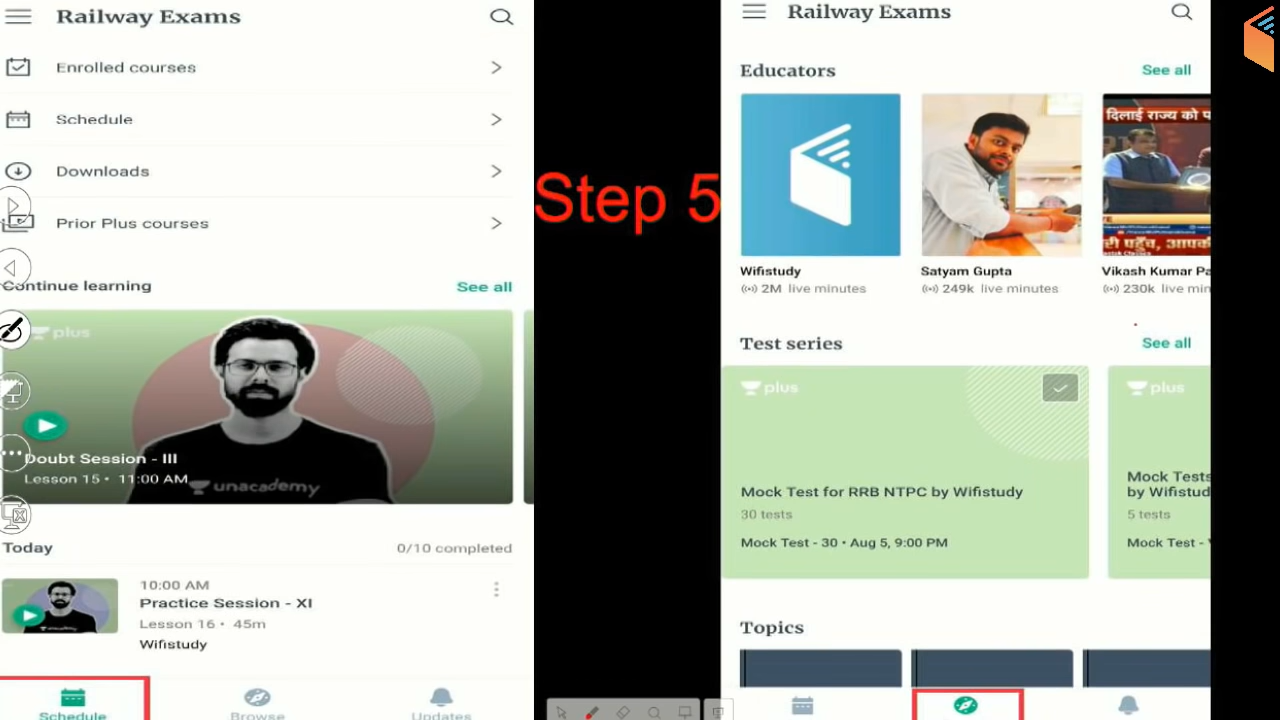 Railway Exams
Enrolled courses
Schedule
Downloads
Prior Plus courses
Continue learning
See all
plus
Doubt Session - III
Lesson 15 • 11:00 AM
unacademy
Today
0/10 completed
10:00 AM
Practice Session - XI
Lesson 16 • 45m
Wifistudy
Schedule
Browse
Updates
Step 5
Railway Exams
Educators
See all
दिलाई राज्य को
Wifistudy
Satyam Gupta
Vikash Kumar
2M live minutes
249k live minutes
230k live
Test series
See all
plus
plus
Mock Test for RRB NTPC by Wifistudy
30 tests
Mock Test - 30 • Aug 5, 9:00 PM
Mock Tests
by Wifistud
5 tests
Mock Test -
Topics